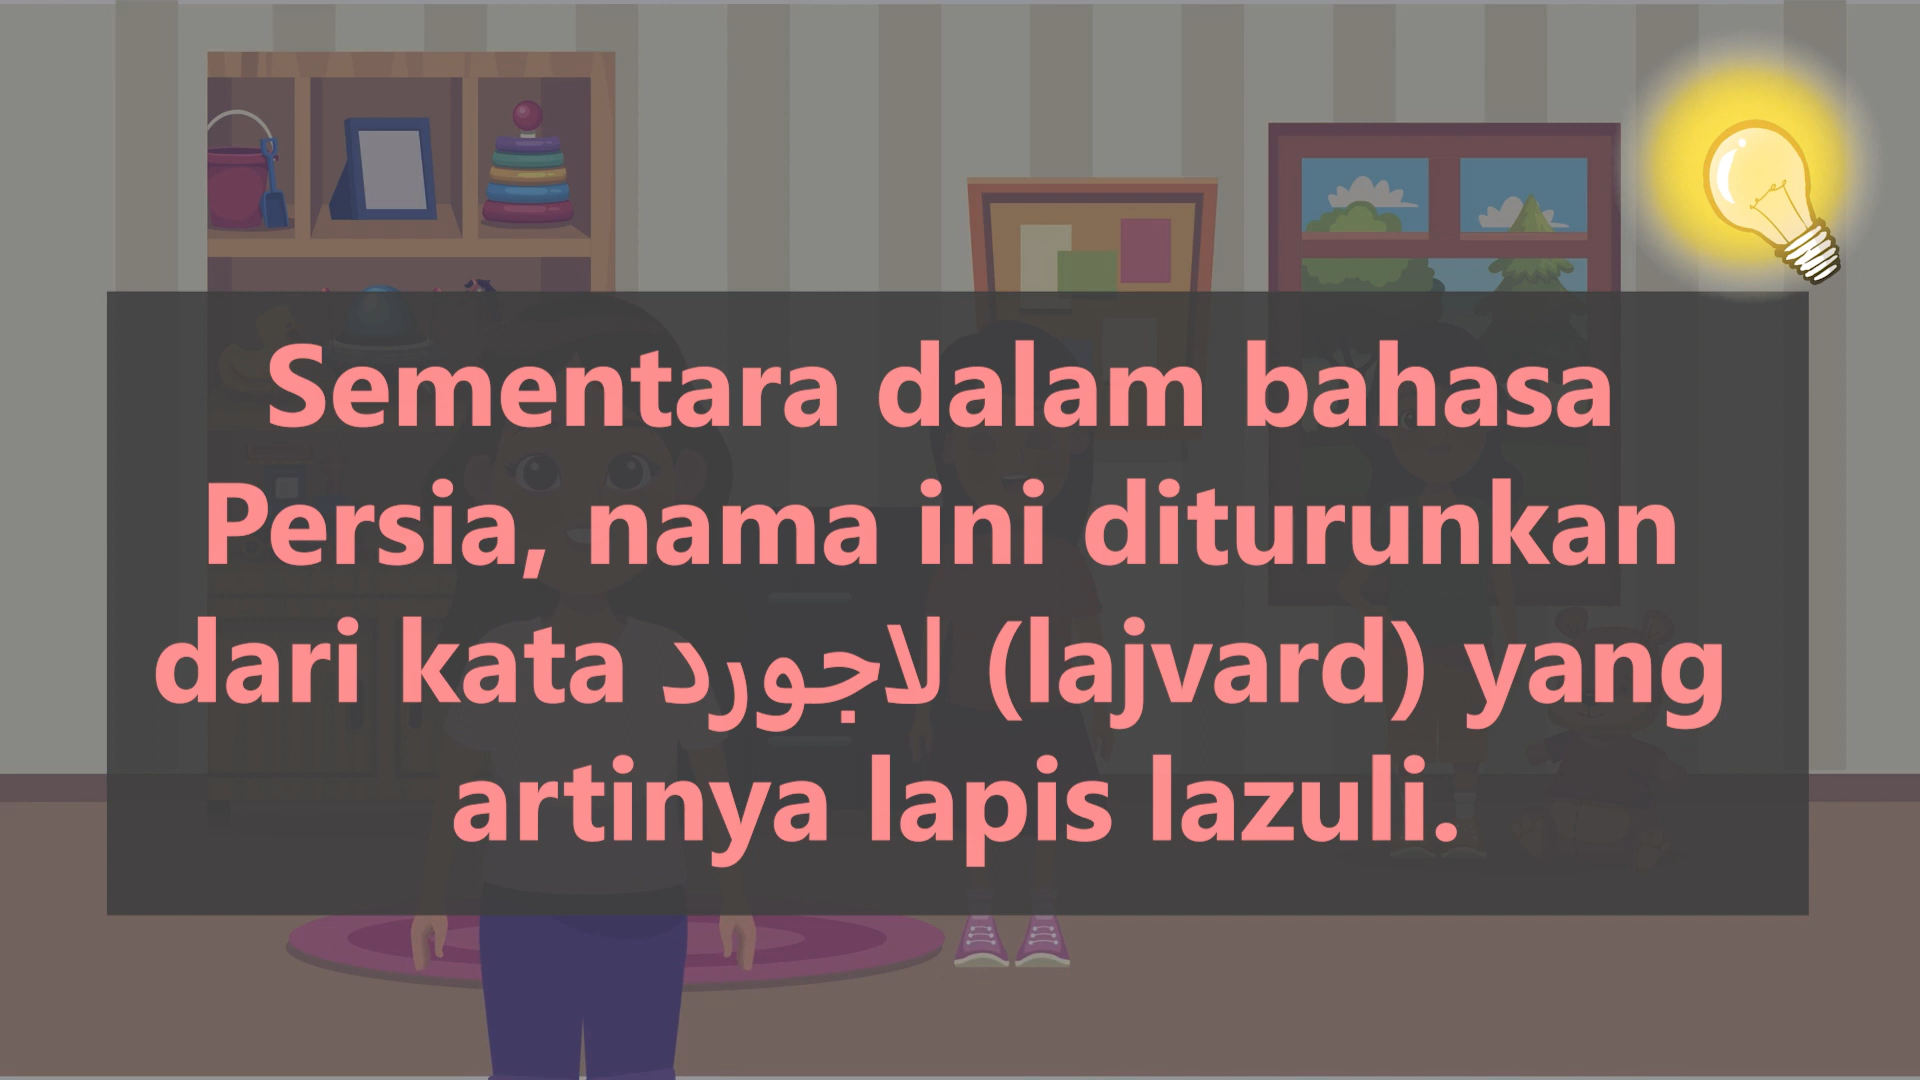 Sementara dalam bahasa
Persia, nama ini diturunkan
dari kata لاجورد (lajvard) yang
artinya lapis lazuli.